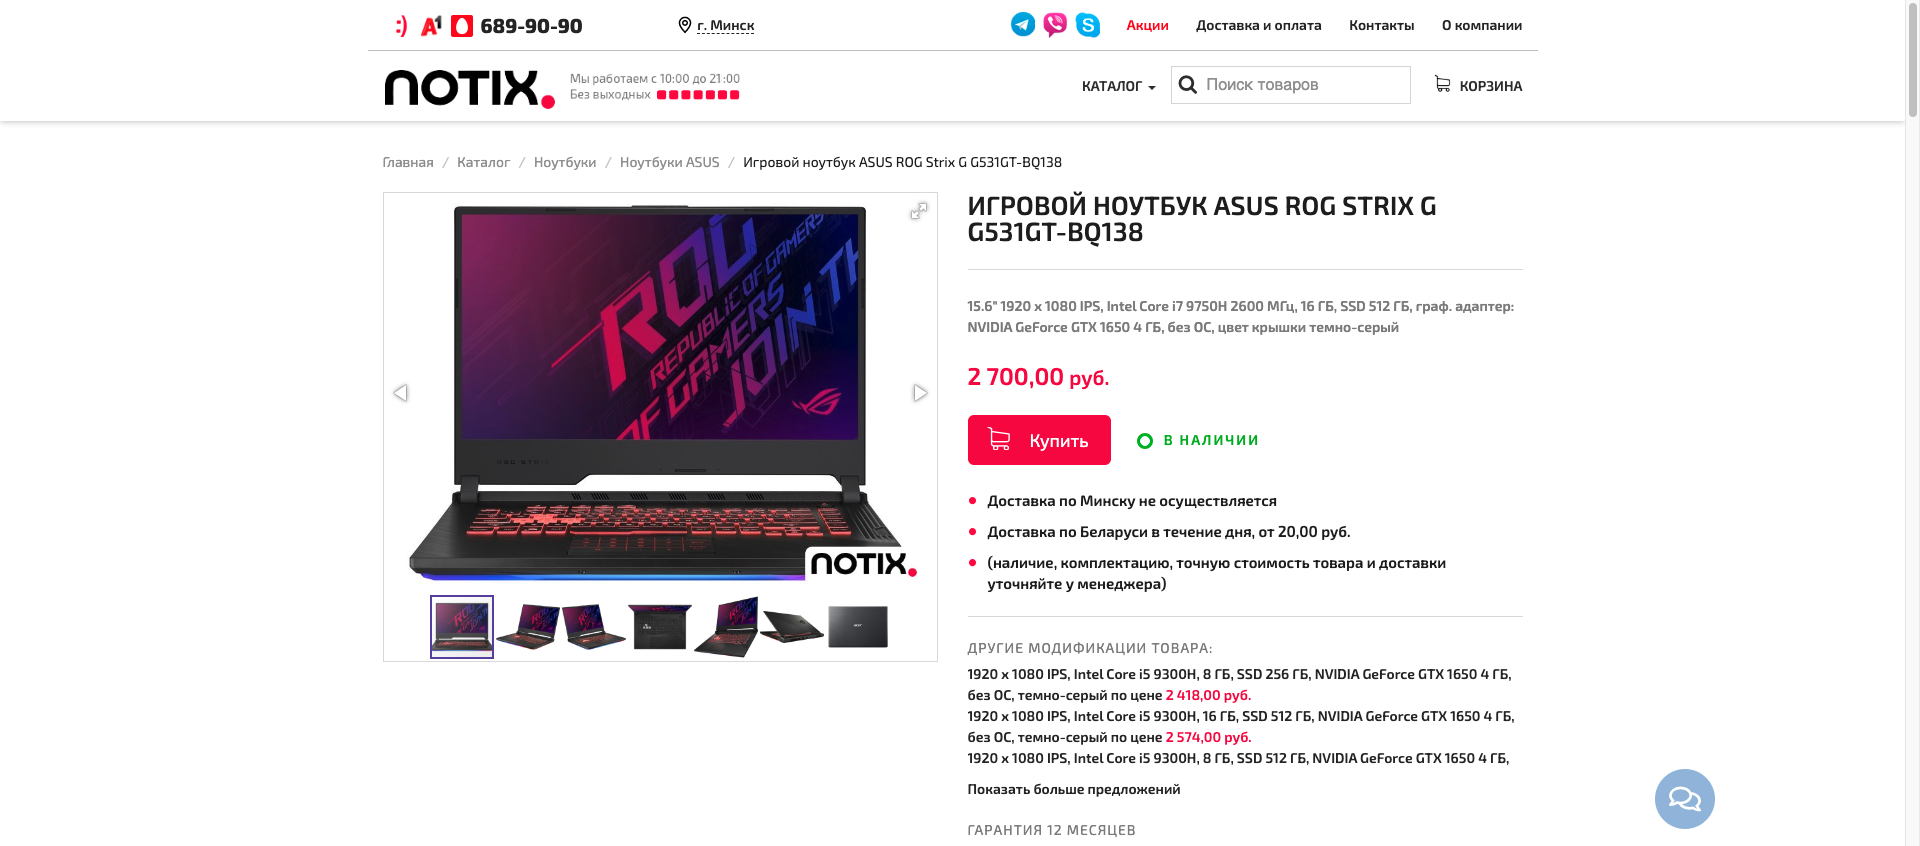 :) A1 689-90-90
г. Минск
Акции Доставка и оплата Контакты О компании
NOTIX.
Мы работаем с 10:00 до 21:00
Без выходных
КАТАЛОГ
Поиск товаров
КОРЗИНА
Главная / Каталог / Ноутбуки / Ноутбуки ASUS / Игровой ноутбук ASUS ROG Strix G G531GT-BQ138
ROG
REPUBLIC OF GAMERS
OF GAMERS
JOIN TH
ROG STRIX
NOTIX.
ИГРОВОЙ НОУТБУК ASUS ROG STRIX G
G531GT-BQ138
15.6" 1920 x 1080 IPS, Intel Core i7 9750H 2600 МГц, 16 ГБ, SSD 512 ГБ, граф. адаптер:
NVIDIA GeForce GTX 1650 4 ГБ, без ОС, цвет крышки темно-серый
2 700,00 руб.
Купить
В НАЛИЧИИ
Доставка по Минску не осуществляется
Доставка по Беларуси в течение дня, от 20,00 руб.
(наличие, комплектацию, точную стоимость товара и доставки
уточняйте у менеджера)
ДРУГИЕ МОДИФИКАЦИИ ТОВАРА:
1920 x 1080 IPS, Intel Core i5 9300H, 8 ГБ, SSD 256 ГБ, NVIDIA GeForce GTX 1650 4 ГБ,
без ОС, темно-серый по цене 2 418,00 руб.
1920 x 1080 IPS, Intel Core i5 9300H, 16 ГБ, SSD 512 ГБ, NVIDIA GeForce GTX 1650 4 ГБ,
без ОС, темно-серый по цене 2 574,00 руб.
1920 x 1080 IPS, Intel Core i5 9300H, 8 ГБ, SSD 512 ГБ, NVIDIA GeForce GTX 1650 4 ГБ,
Показать больше предложений
ГАРАНТИЯ 12 МЕСЯЦЕВ